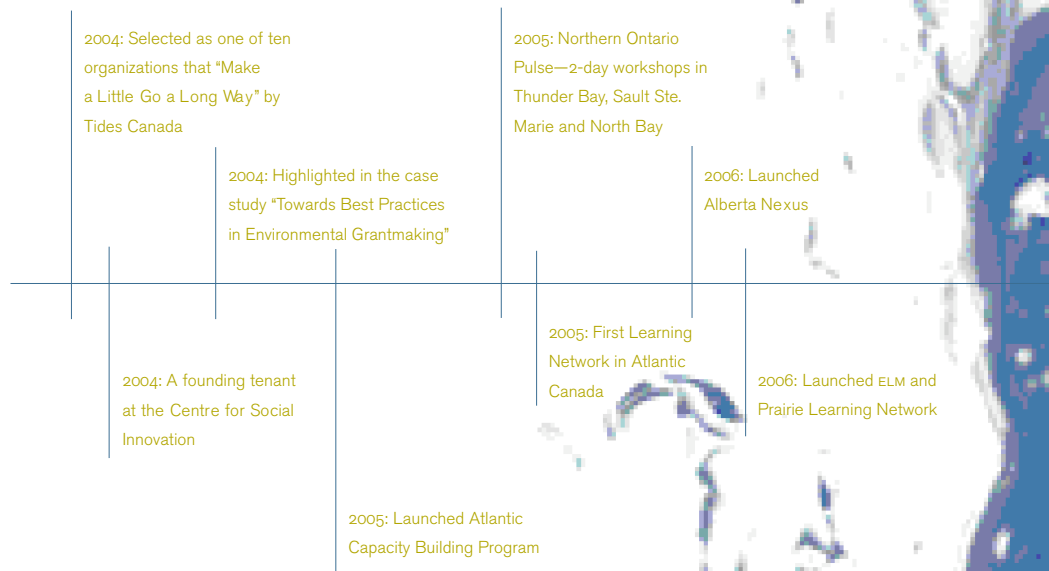 2004: Selected as one of ten
organizations that “Make
a Little Go a Long Way” by
Tides Canada
2004: A founding tenant
at the Centre for Social
Innovation
2004: Highlighted in the case
study “Towards Best Practices
in Environmental Grantmaking”
2005: Launched Atlantic
Capacity Building Program
2005: Northern Ontario
Pulse—2-day workshops in
Thunder Bay, Sault Ste.
Marie and North Bay
2005: First Learning
Network in Atlantic
Canada
2006: Launched
Alberta Nexus
2006: Launched ELM and
Prairie Learning Network